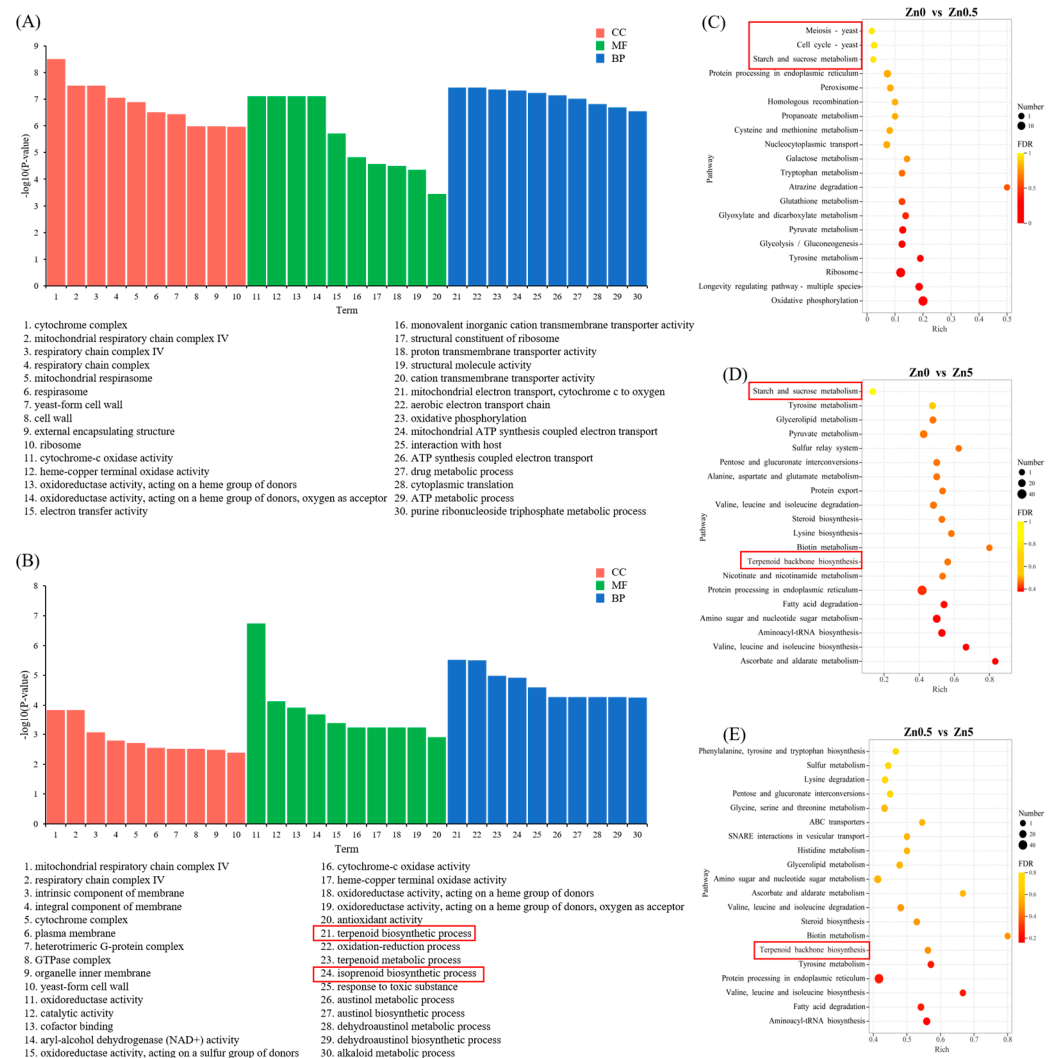 (A)
CC
MF
BP
-log10(P-value)
9
8
7
6
5
4
3
2
1
0
1 2 3 4 5 6 7 8 9 10 11 12 13 14 15 16 17 18 19 20 21 22 23 24 25 26 27 28 29 30
Term
1. cytochrome complex
2. mitochondrial respiratory chain complex IV
3. respiratory chain complex IV
4. respiratory chain complex
5. mitochondrial respirasome
6. respirasome
7. yeast-form cell wall
8. cell wall
9. external encapsulating structure
10. ribosome
11. cytochrome-c oxidase activity
12. heme-copper terminal oxidase activity
13. oxidoreductase activity, acting on a heme group of donors
14. oxidoreductase activity, acting on a heme group of donors, oxygen as acceptor
15. electron transfer activity
16. monovalent inorganic cation transmembrane transporter activity
17. structural constituent of ribosome
18. proton transmembrane transporter activity
19. structural molecule activity
20. cation transmembrane transporter activity
21. mitochondrial electron transport, cytochrome c to oxygen
22. aerobic electron transport chain
23. oxidative phosphorylation
24. mitochondrial ATP synthesis coupled electron transport
25. interaction with host
26. ATP synthesis coupled electron transport
27. drug metabolic process
28. cytoplasmic translation
29. ATP metabolic process
30. purine ribonucleoside triphosphate metabolic process
(B)
CC
MF
BP
-log10(P-value)
8
7
6
5
4
3
2
1
0
1 2 3 4 5 6 7 8 9 10 11 12 13 14 15 16 17 18 19 20 21 22 23 24 25 26 27 28 29 30
Term
1. mitochondrial respiratory chain complex IV
2. respiratory chain complex IV
3. intrinsic component of membrane
4. integral component of membrane
5. cytochrome complex
6. plasma membrane
7. heterotrimeric G-protein complex
8. GTPase complex
9. organelle inner membrane
10. yeast-form cell wall
11. oxidoreductase activity
12. catalytic activity
13. cofactor binding
14. aryl-alcohol dehydrogenase (NAD+) activity
15. oxidoreductase activity, acting on a sulfur group of donors
16. cytochrome-c oxidase activity
17. heme-copper terminal oxidase activity
18. oxidoreductase activity, acting on a heme group of donors
19. oxidoreductase activity, acting on a heme group of donors, oxygen as acceptor
20. antioxidant activity
21. terpenoid biosynthetic process
22. oxidation-reduction process
23. terpenoid metabolic process
24. isoprenoid biosynthetic process
25. response to toxic substance
26. austinol metabolic process
27. austinol biosynthetic process
28. dehydroaustinol metabolic process
29. dehydroaustinol biosynthetic process
30. alkaloid metabolic process
(C)
Zn0 vs Zn0.5
Pathway
Meiosis - yeast
Cell cycle - yeast
Starch and sucrose metabolism
Protein processing in endoplasmic reticulum
Peroxisome
Homologous recombination
Propanoate metabolism
Cysteine and methionine metabolism
Nucleocytoplasmic transport
Galactose metabolism
Tryptophan metabolism
Atrazine degradation
Glutathione metabolism
Glyoxylate and dicarboxylate metabolism
Pyruvate metabolism
Glycolysis / Gluconeogenesis
Tyrosine metabolism
Ribosome
Longevity regulating pathway - multiple species
Oxidative phosphorylation
0 0.1 0.2 0.3 0.4 0.5
Rich
Number
1
10
FDR
1
0.5
0
(D)
Zn0 vs Zn5
Pathway
Starch and sucrose metabolism
Tyrosine metabolism
Glycerolipid metabolism
Pyruvate metabolism
Sulfur relay system
Pentose and glucuronate interconversions
Alanine, aspartate and glutamate metabolism
Protein export
Valine, leucine and isoleucine degradation
Steroid biosynthesis
Lysine biosynthesis
Biotin metabolism
Terpenoid backbone biosynthesis
Nicotinate and nicotinamide metabolism
Protein processing in endoplasmic reticulum
Fatty acid degradation
Amino sugar and nucleotide sugar metabolism
Aminoacyl-tRNA biosynthesis
Valine, leucine and isoleucine biosynthesis
Ascorbate and aldarate metabolism
0.2 0.4 0.6 0.8
Rich
Number
1
20
40
FDR
1
0.8
0.6
0.4
(E)
Zn0.5 vs Zn5
Pathway
Phenylalanine, tyrosine and tryptophan biosynthesis
Sulfur metabolism
Lysine degradation
Pentose and glucuronate interconversions
Glycine, serine and threonine metabolism
ABC transporters
SNARE interactions in vesicular transport
Histidine metabolism
Glycerolipid metabolism
Amino sugar and nucleotide sugar metabolism
Ascorbate and aldarate metabolism
Valine, leucine and isoleucine degradation
Steroid biosynthesis
Biotin metabolism
Terpenoid backbone biosynthesis
Tyrosine metabolism
Protein processing in endoplasmic reticulum
Valine, leucine and isoleucine biosynthesis
Fatty acid degradation
Aminoacyl-tRNA biosynthesis
0.4 0.5 0.6 0.7 0.8
Rich
Number
1
20
40
FDR
0.8
0.6
0.4
0.2